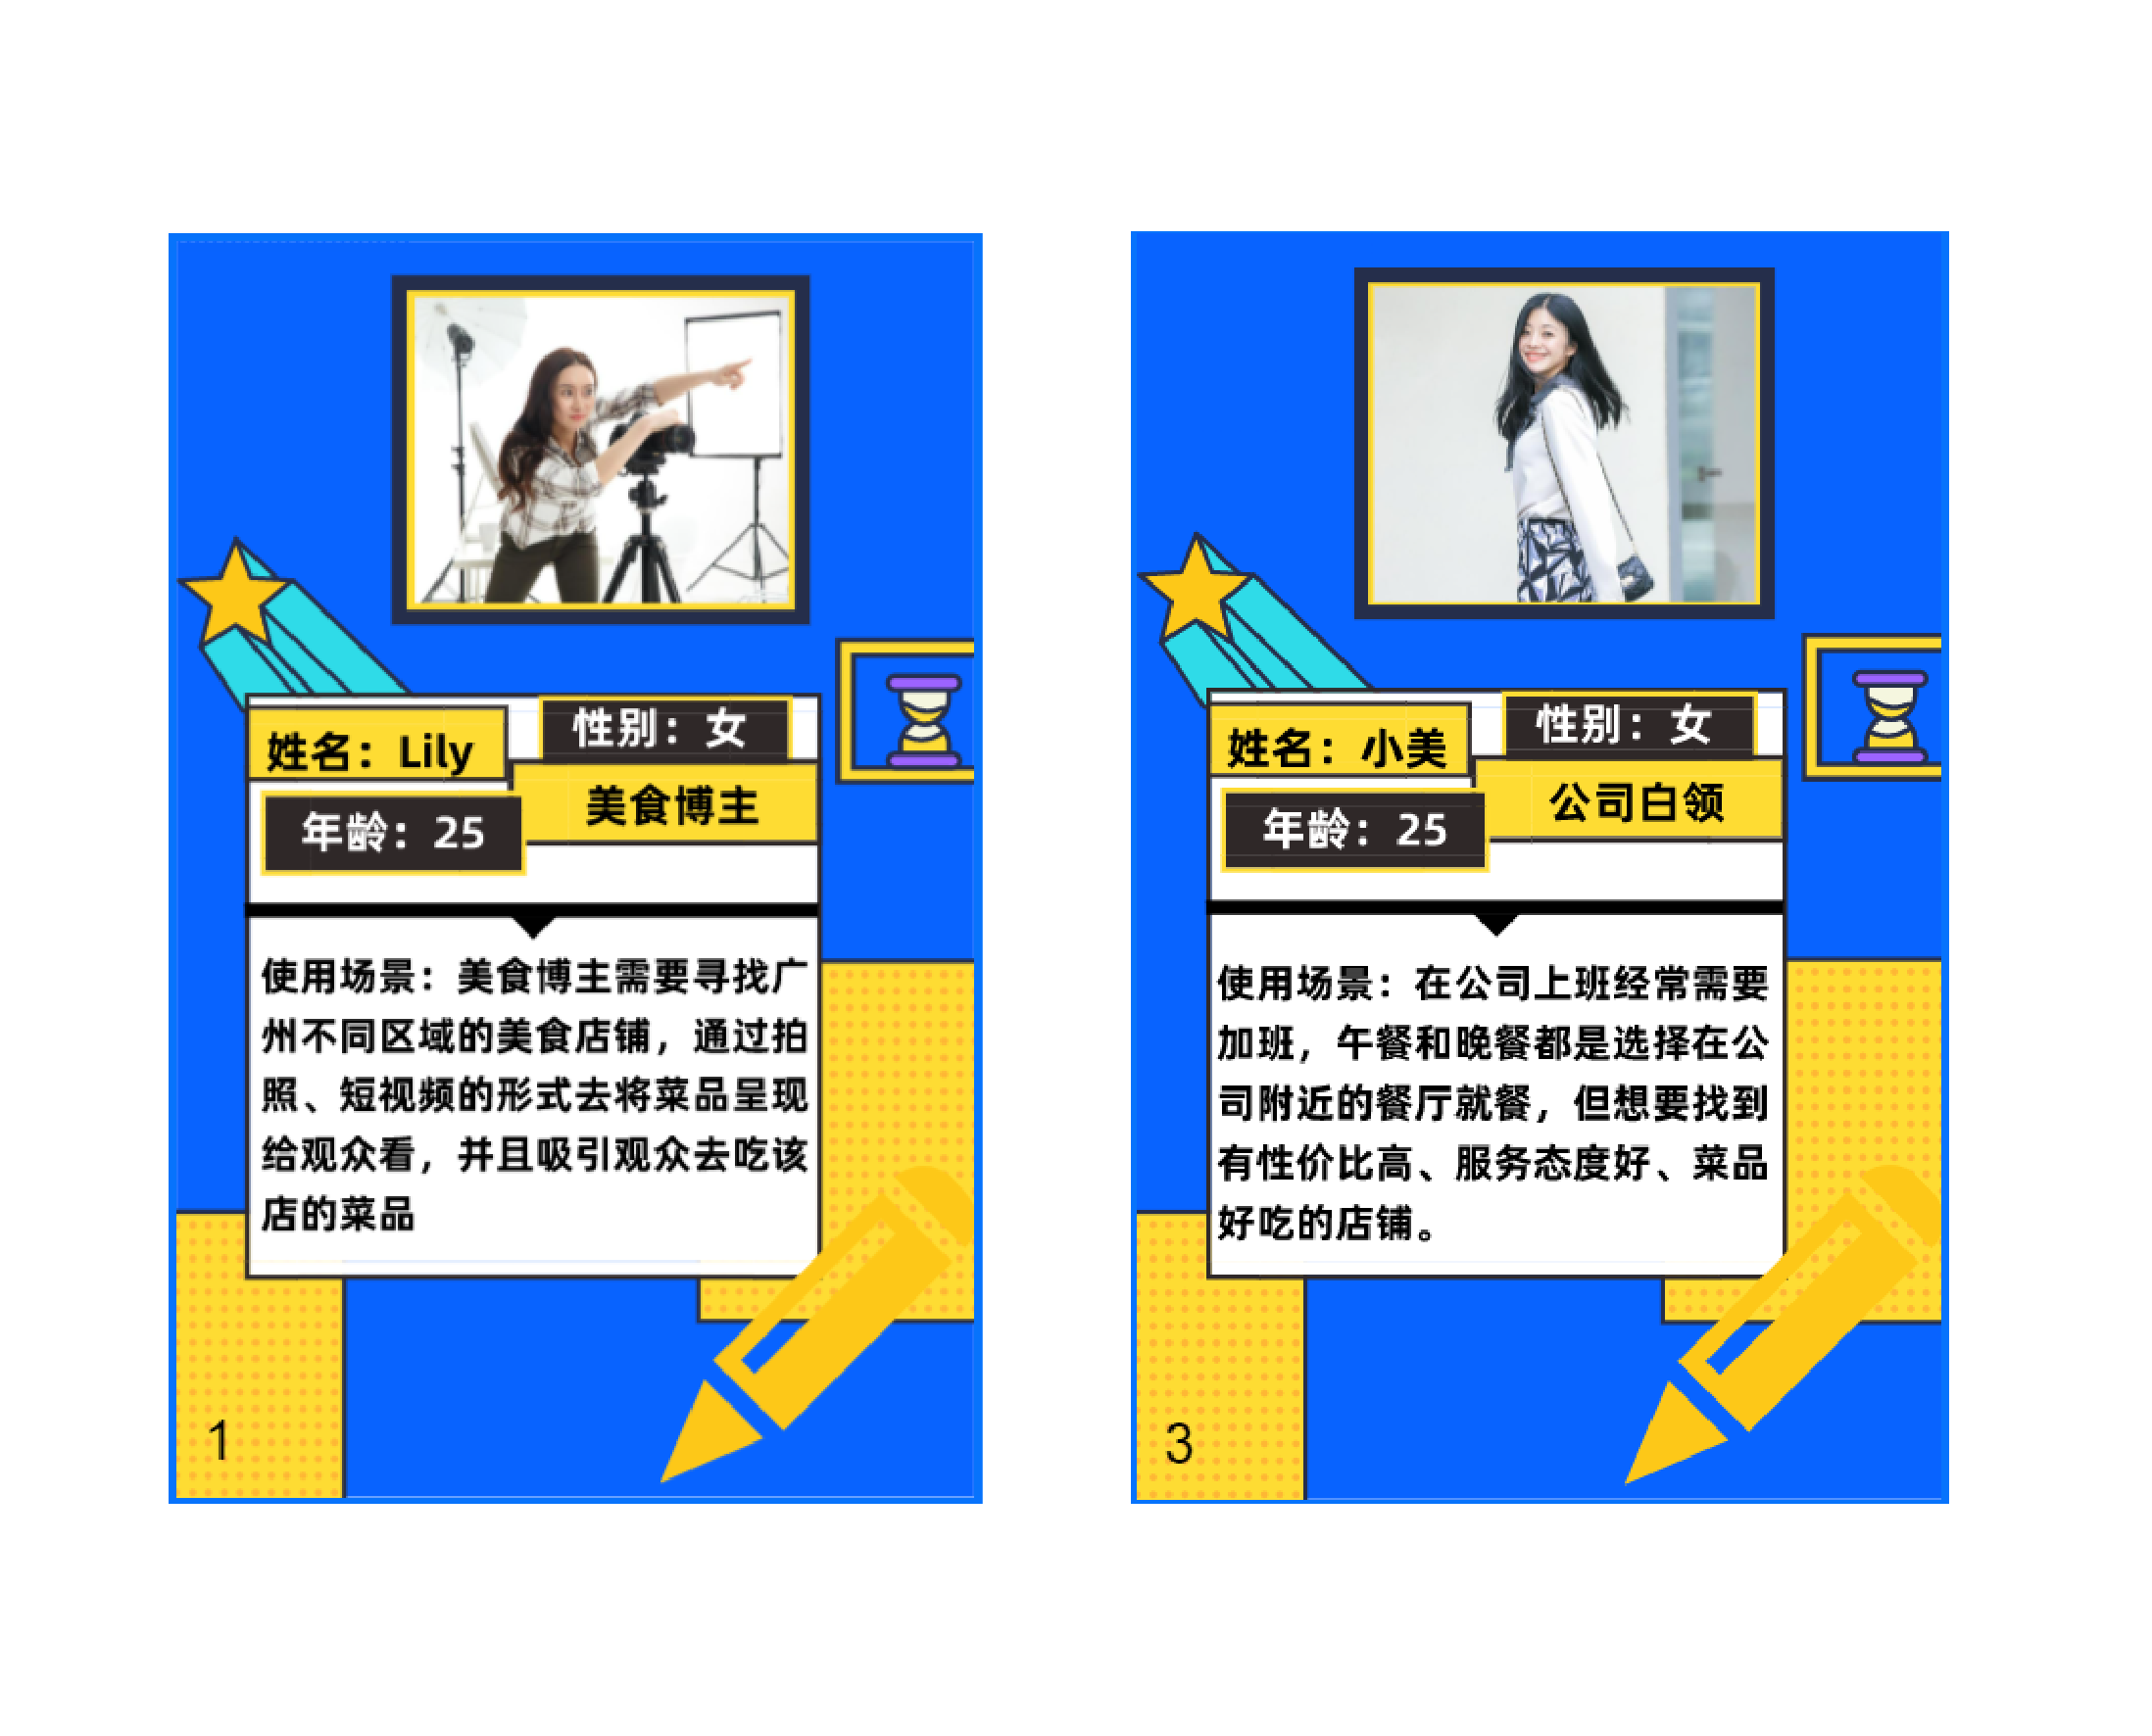 姓名：Lily
性别：女
美食博主
年龄：25
使用场景：美食博主需要寻找广
州不同区域的美食店铺，通过拍
照、短视频的形式去将菜品呈现
给观众看，并且吸引观众去吃该
店的菜品
1
姓名：小美
性别：女
公司白领
年龄：25
使用场景：在公司上班经常需要
加班，午餐和晚餐都是选择在公
司附近的餐厅就餐，但想要找到
有性价比高、服务态度好、菜品
好吃的店铺。
3